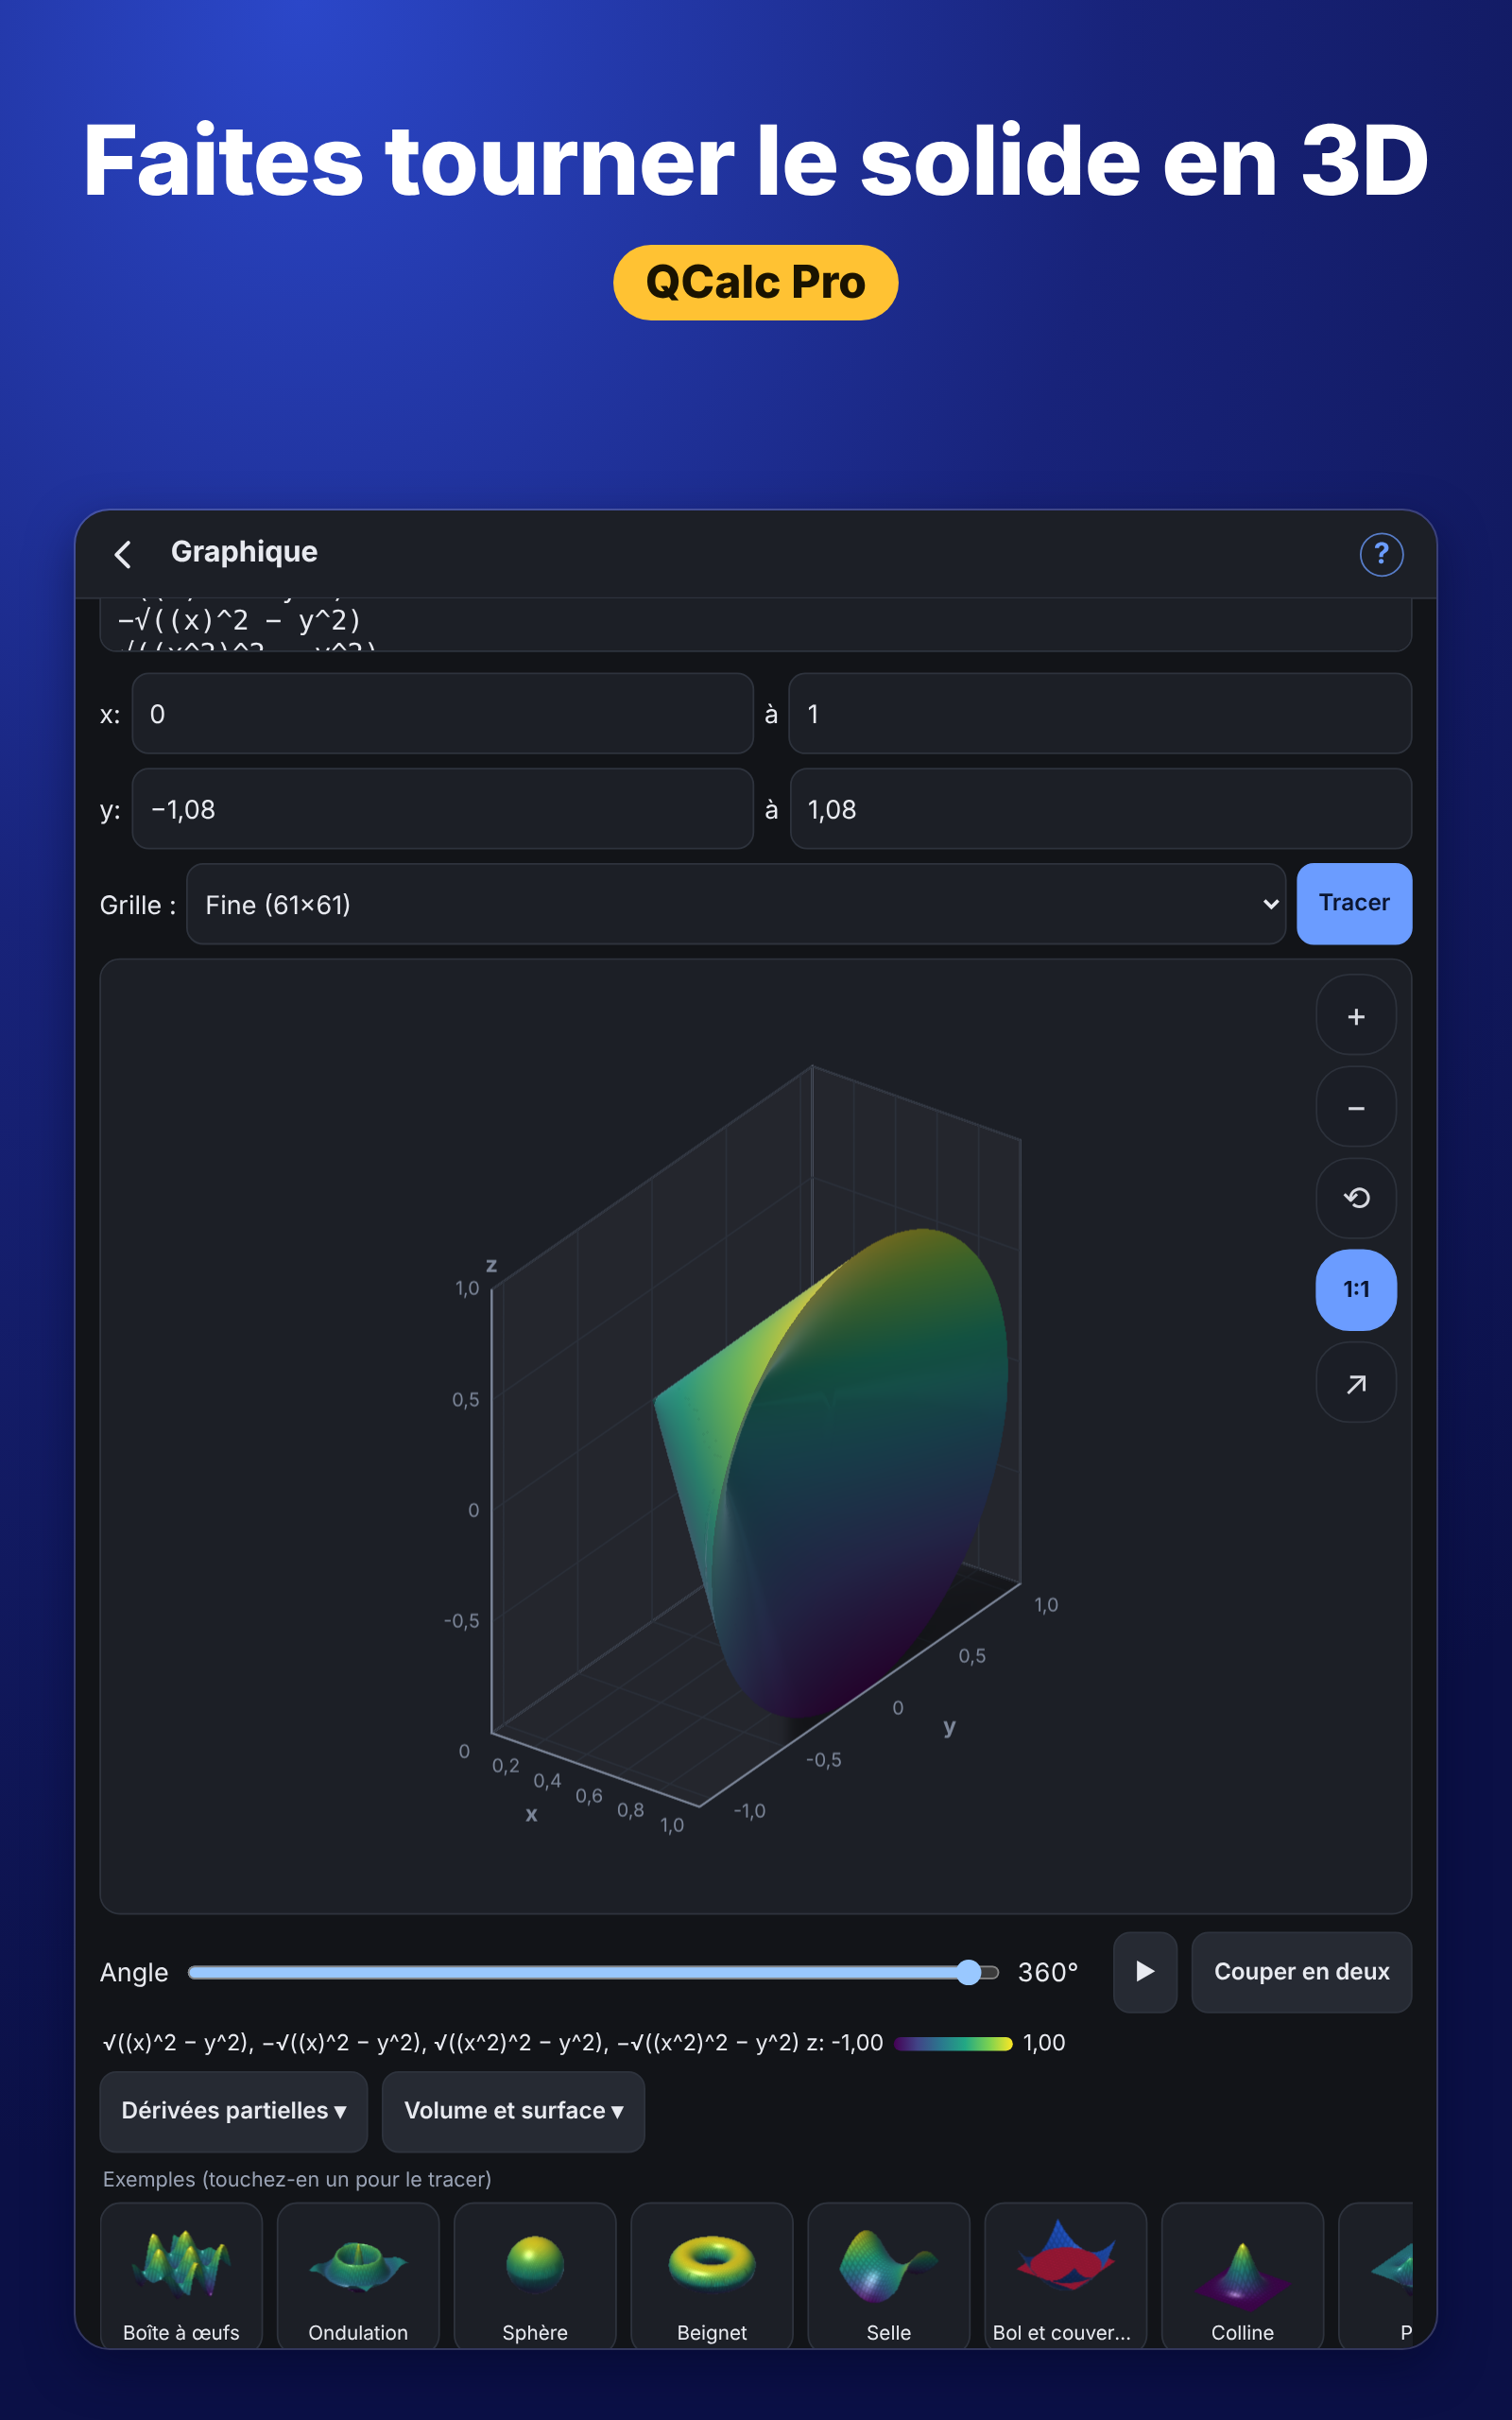 Faites tourner le solide en 3D
QCalc Pro
Graphique
?
−√((x)^2 − y^2)
x: 0 à 1
y: −1,08 à 1,08
Grille : Fine (61×61) Tracer
+
−
1:1
z
1,0
0,5
0
-0,5
0
0,2
0,4
0,6
0,8
1,0
x
-1,0
-0,5
0
0,5
1,0
y
Angle 360° Couper en deux
√((x)^2 − y^2), −√((x)^2 − y^2), √((x^2)^2 − y^2), −√((x^2)^2 − y^2) z: -1,00 1,00
Dérivées partielles ▾ Volume et surface ▾
Exemples (touchez-en un pour le tracer)
Boîte à œufs Ondulation Sphère Beignet Selle Bol et couver... Colline